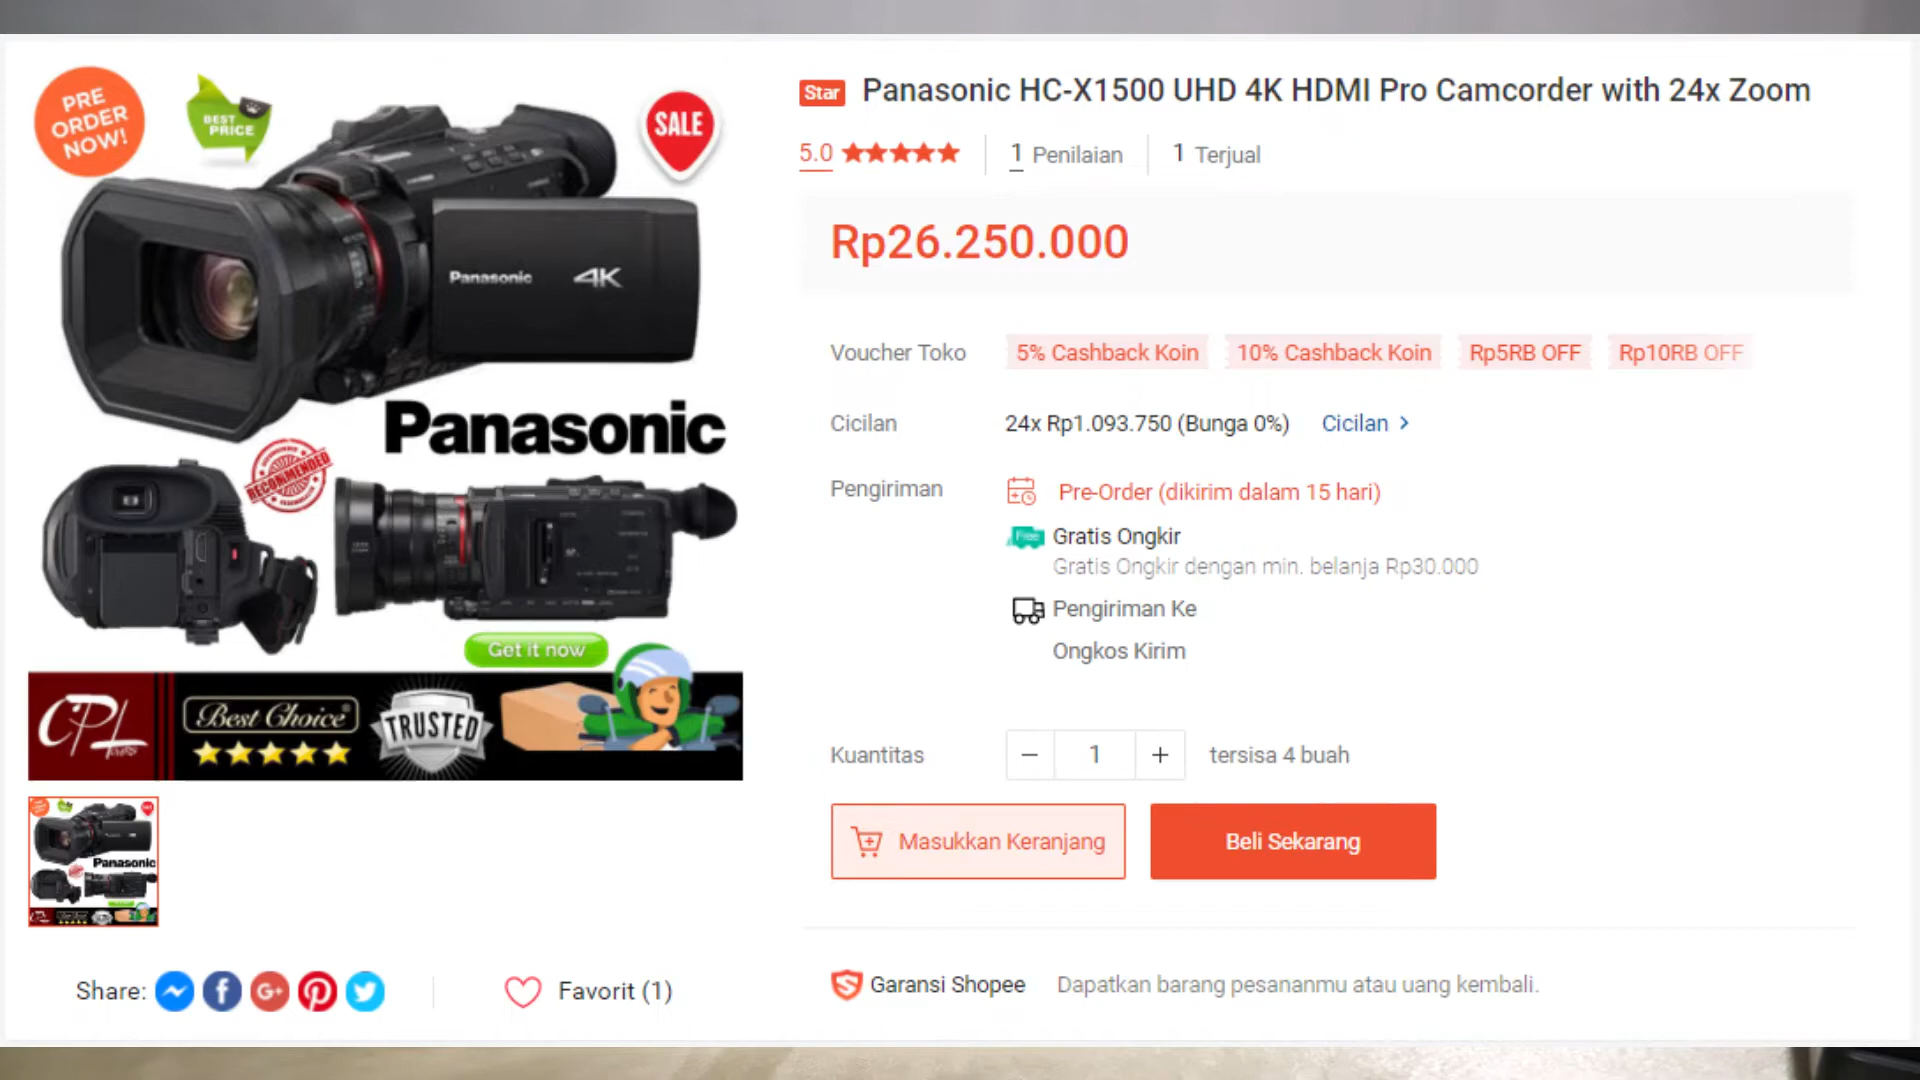 PRE
ORDER
NOW!
BEST
PRICE
SALE
Panasonic 4K
Panasonic
RECOMMENDED
Get it now
CPL
Best Choice®
TRUSTED
Panasonic
Share:
Favorit (1)
Star Panasonic HC-X1500 UHD 4K HDMI Pro Camcorder with 24x Zoom
5.0 1 Penilaian 1 Terjual
Rp26.250.000
Voucher Toko 5% Cashback Koin 10% Cashback Koin Rp5RB OFF Rp10RB OFF
Cicilan 24x Rp1.093.750 (Bunga 0%) Cicilan >
Pengiriman Pre-Order (dikirim dalam 15 hari)
Free Gratis Ongkir
Gratis Ongkir dengan min. belanja Rp30.000
Pengiriman Ke
Ongkos Kirim
Kuantitas − 1 + tersisa 4 buah
Masukkan Keranjang Beli Sekarang
Garansi Shopee Dapatkan barang pesananmu atau uang kembali.